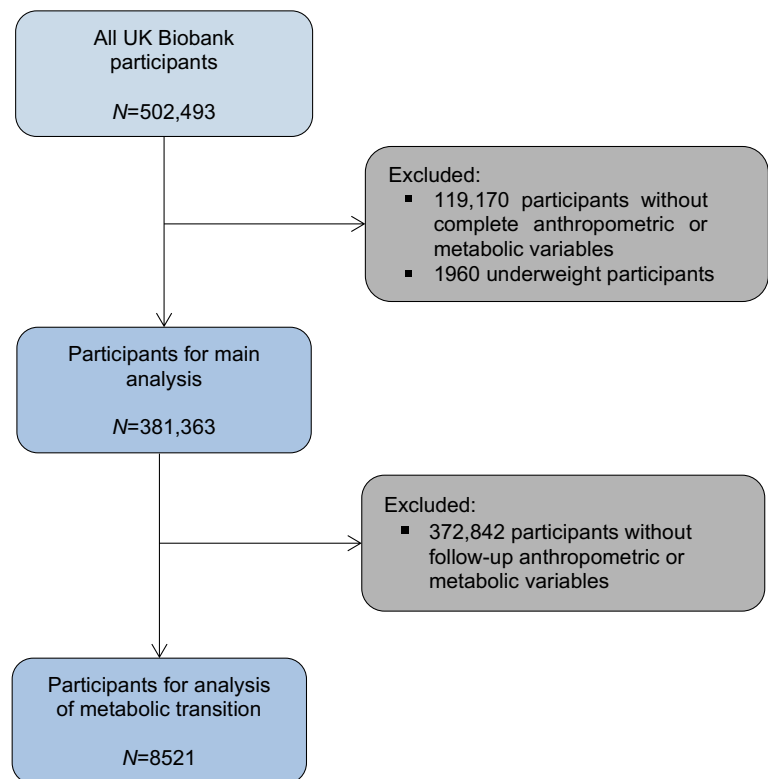 All UK Biobank
participants
N=502,493
Excluded:
▪ 119,170 participants without
complete anthropometric or
metabolic variables
▪ 1960 underweight participants
Participants for main
analysis
N=381,363
Excluded:
▪ 372,842 participants without
follow-up anthropometric or
metabolic variables
Participants for analysis
of metabolic transition
N=8521